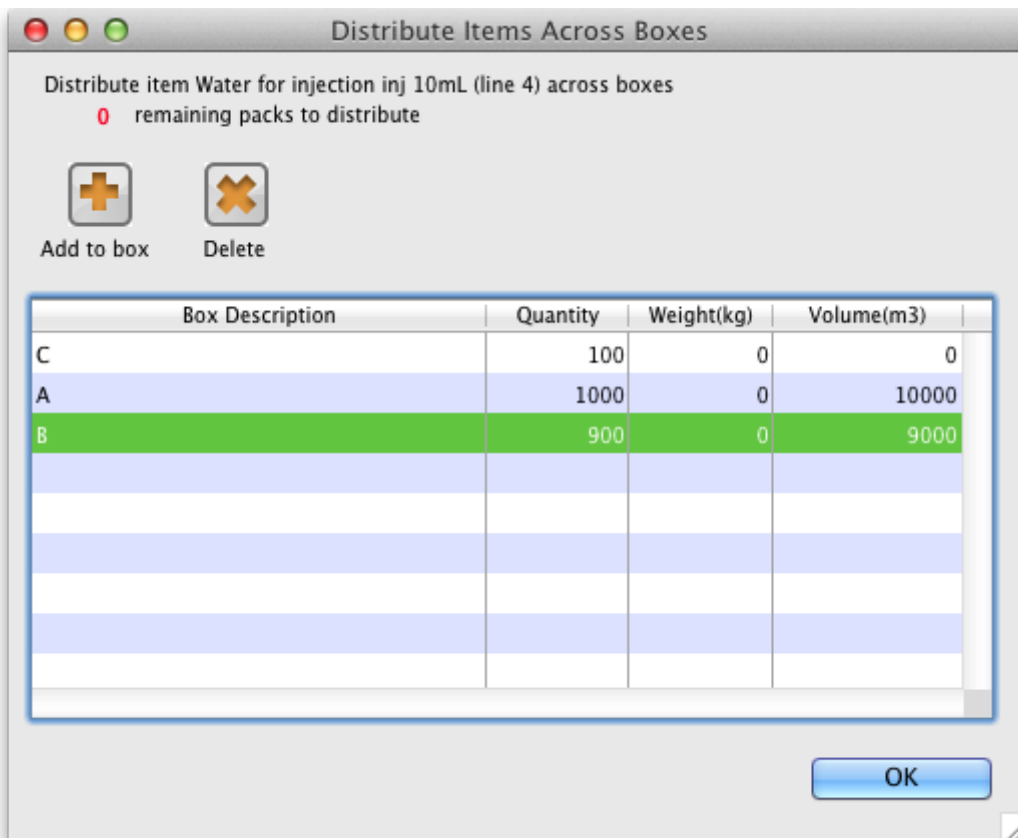 Distribute Items Across Boxes
Distribute item Water for injection inj 10mL (line 4) across boxes
0 remaining packs to distribute
Add to box Delete
Box Description Quantity Weight(kg) Volume(m3)
C 100 0 0
A 1000 0 10000
B 900 0 9000
OK